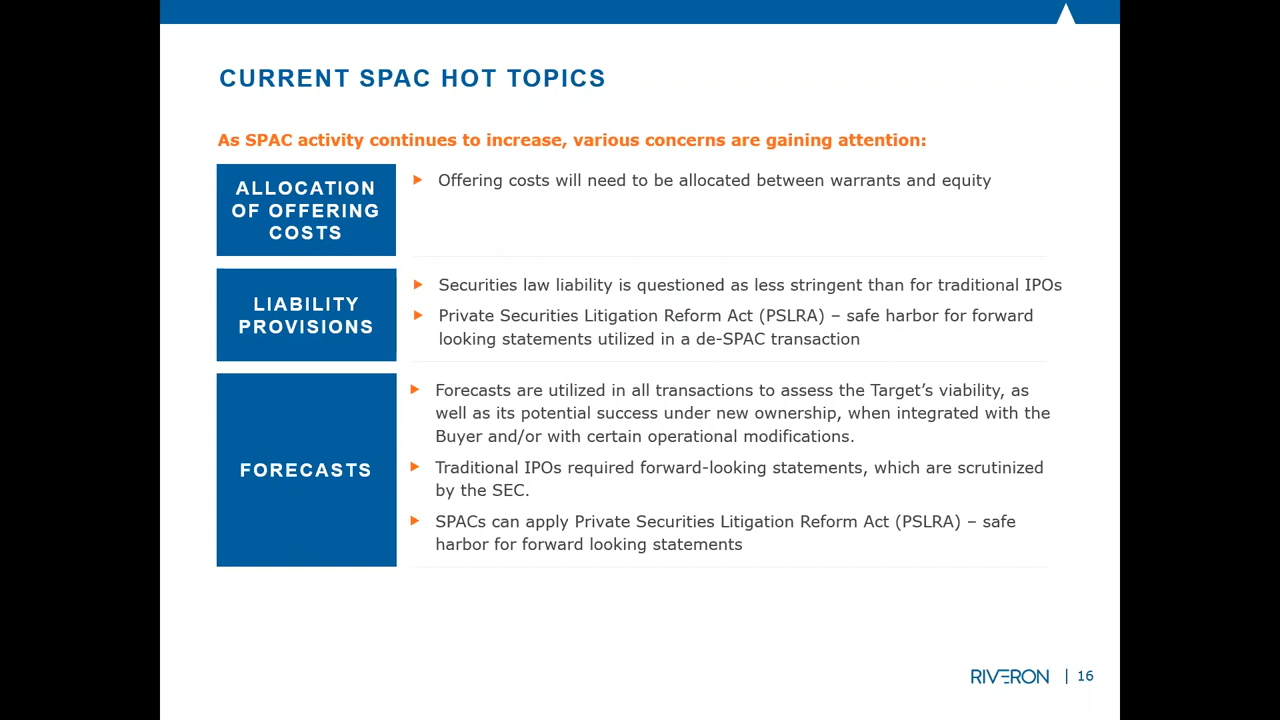 CURRENT SPAC HOT TOPICS
As SPAC activity continues to increase, various concerns are gaining attention:
ALLOCATION
OF OFFERING
COSTS
Offering costs will need to be allocated between warrants and equity
LIABILITY
PROVISIONS
Securities law liability is questioned as less stringent than for traditional IPOs
Private Securities Litigation Reform Act (PSLRA) – safe harbor for forward
looking statements utilized in a de-SPAC transaction
FORECASTS
Forecasts are utilized in all transactions to assess the Target’s viability, as
well as its potential success under new ownership, when integrated with the
Buyer and/or with certain operational modifications.
Traditional IPOs required forward-looking statements, which are scrutinized
by the SEC.
SPACs can apply Private Securities Litigation Reform Act (PSLRA) – safe
harbor for forward looking statements
RIVERON | 16